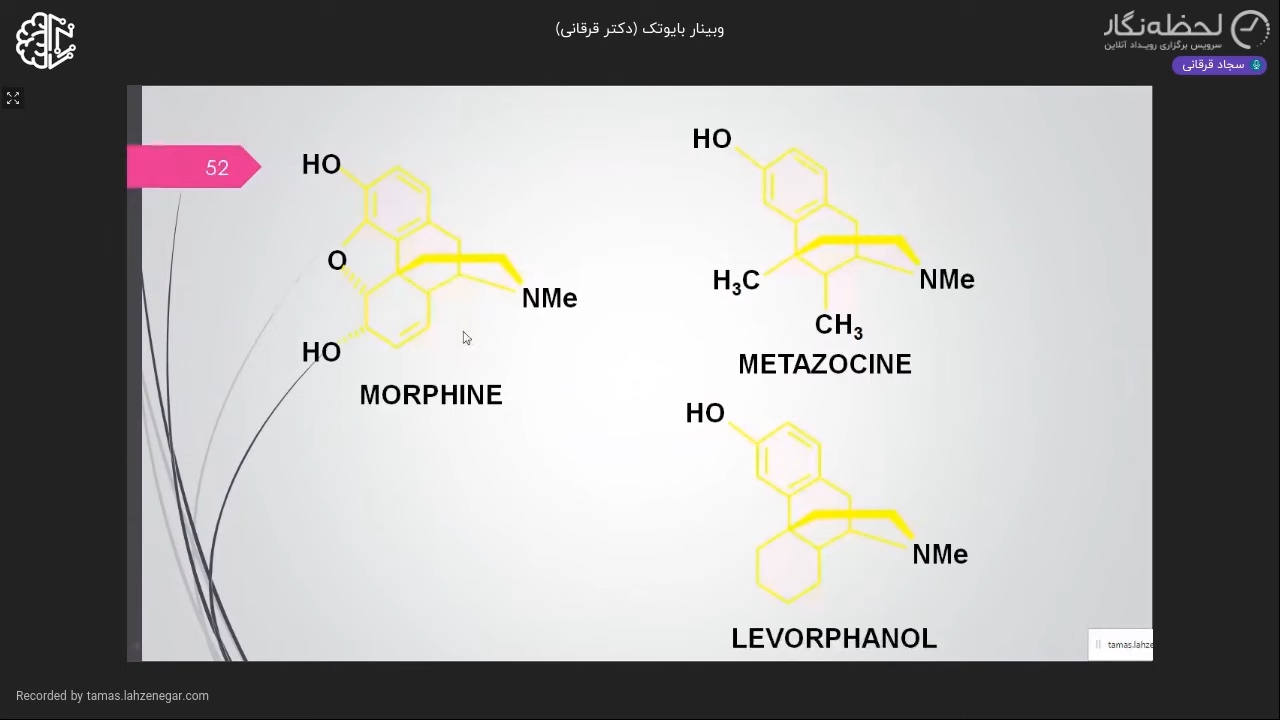 وبینار بایوتک (دکتر قرقانی)
لحظه‌نگار
سرویس برگزاری رویداد آنلاین
سجاد قرقانی
52
HO
O
HO
NMe
MORPHINE
HO
H₃C
CH₃
NMe
METAZOCINE
HO
NMe
LEVORPHANOL
tamas.lahze
Recorded by tamas.lahzenegar.com